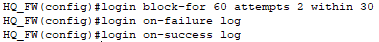 HQ_FW(config)#login block-for 60 attempts 2 within 30
HQ_FW(config)#login on-failure log
HQ_FW(config)#login on-success log